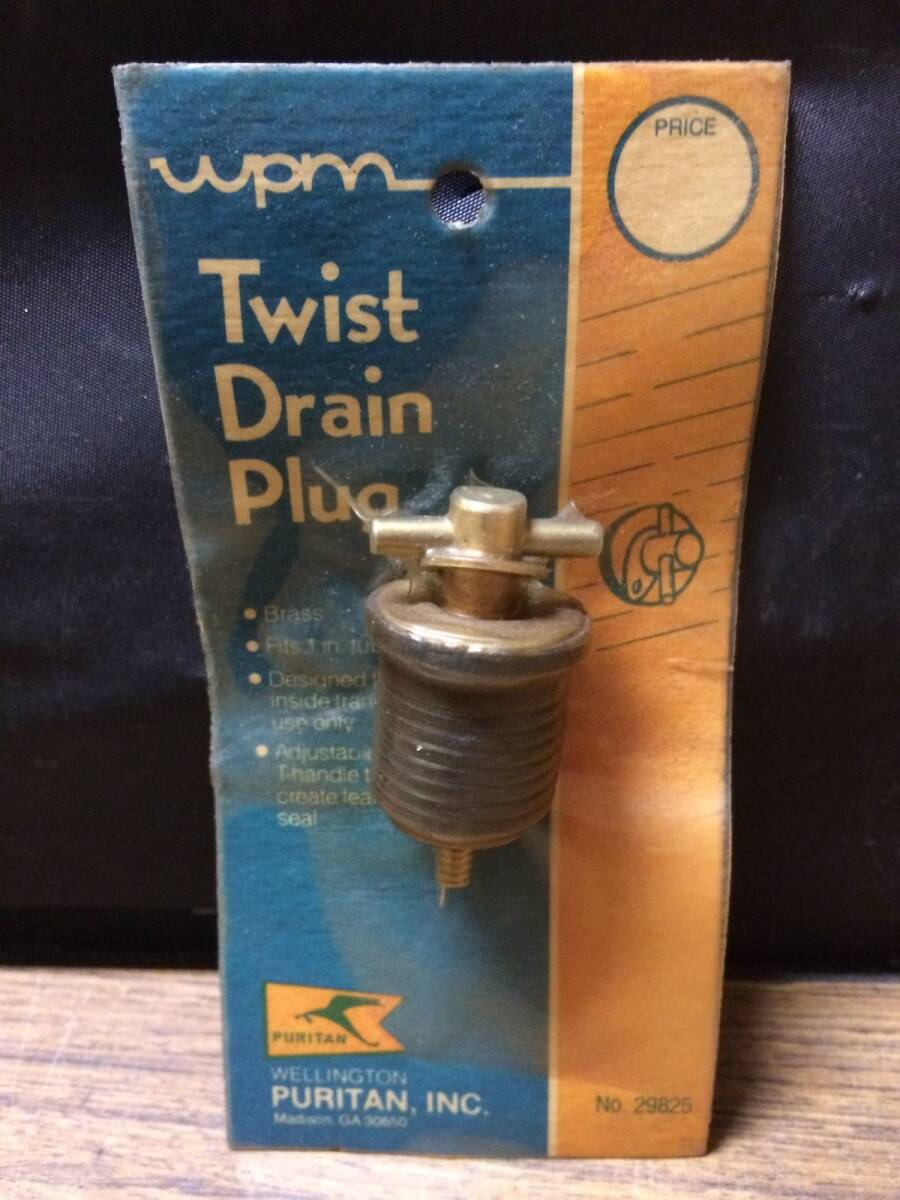 wpm
PRICE
Twist
Drain
Plug
• Brass
• Fits 1 in.
• Designed
inside
use only
• Adjustable
T-handle
create
seal
PURITAN
WELLINGTON
PURITAN, INC.
Madison, GA 30650
No. 29825